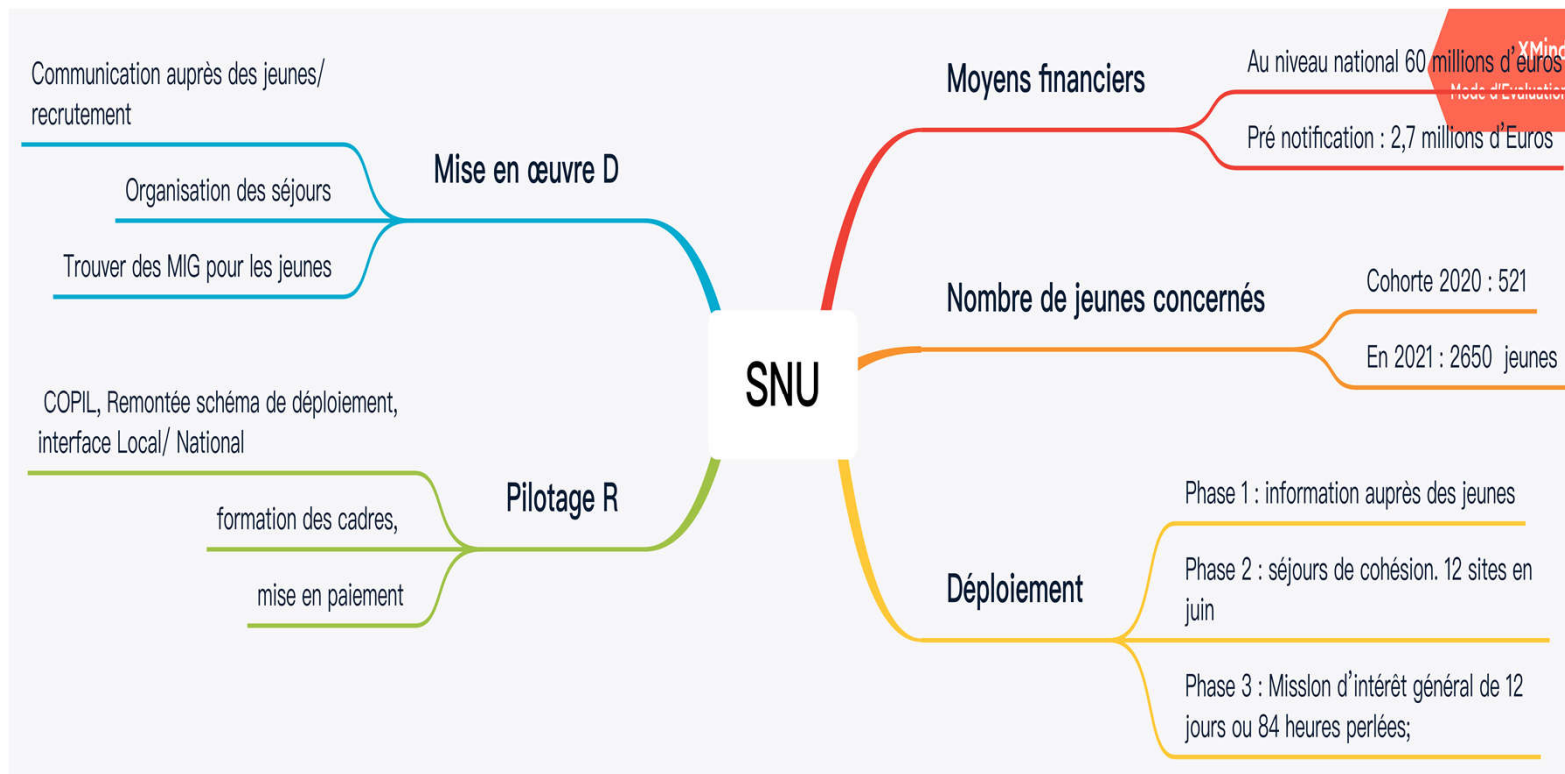 SNU
Moyens financiers
Au niveau national 60 millions d'euros
Pré notification : 2,7 millions d'Euros
XMind
Mode d'Evaluation
Nombre de jeunes concernés
Cohorte 2020 : 521
En 2021 : 2650 jeunes
Déploiement
Phase 1 : information auprès des jeunes
Phase 2 : séjours de cohésion. 12 sites en
juin
Phase 3 : Misslon d'intérêt général de 12
jours ou 84 heures perlées;
Mise en œuvre D
Communication auprès des jeunes/
recrutement
Organisation des séjours
Trouver des MIG pour les jeunes
Pilotage R
COPIL, Remontée schéma de déploiement,
interface Local/ National
formation des cadres,
mise en paiement